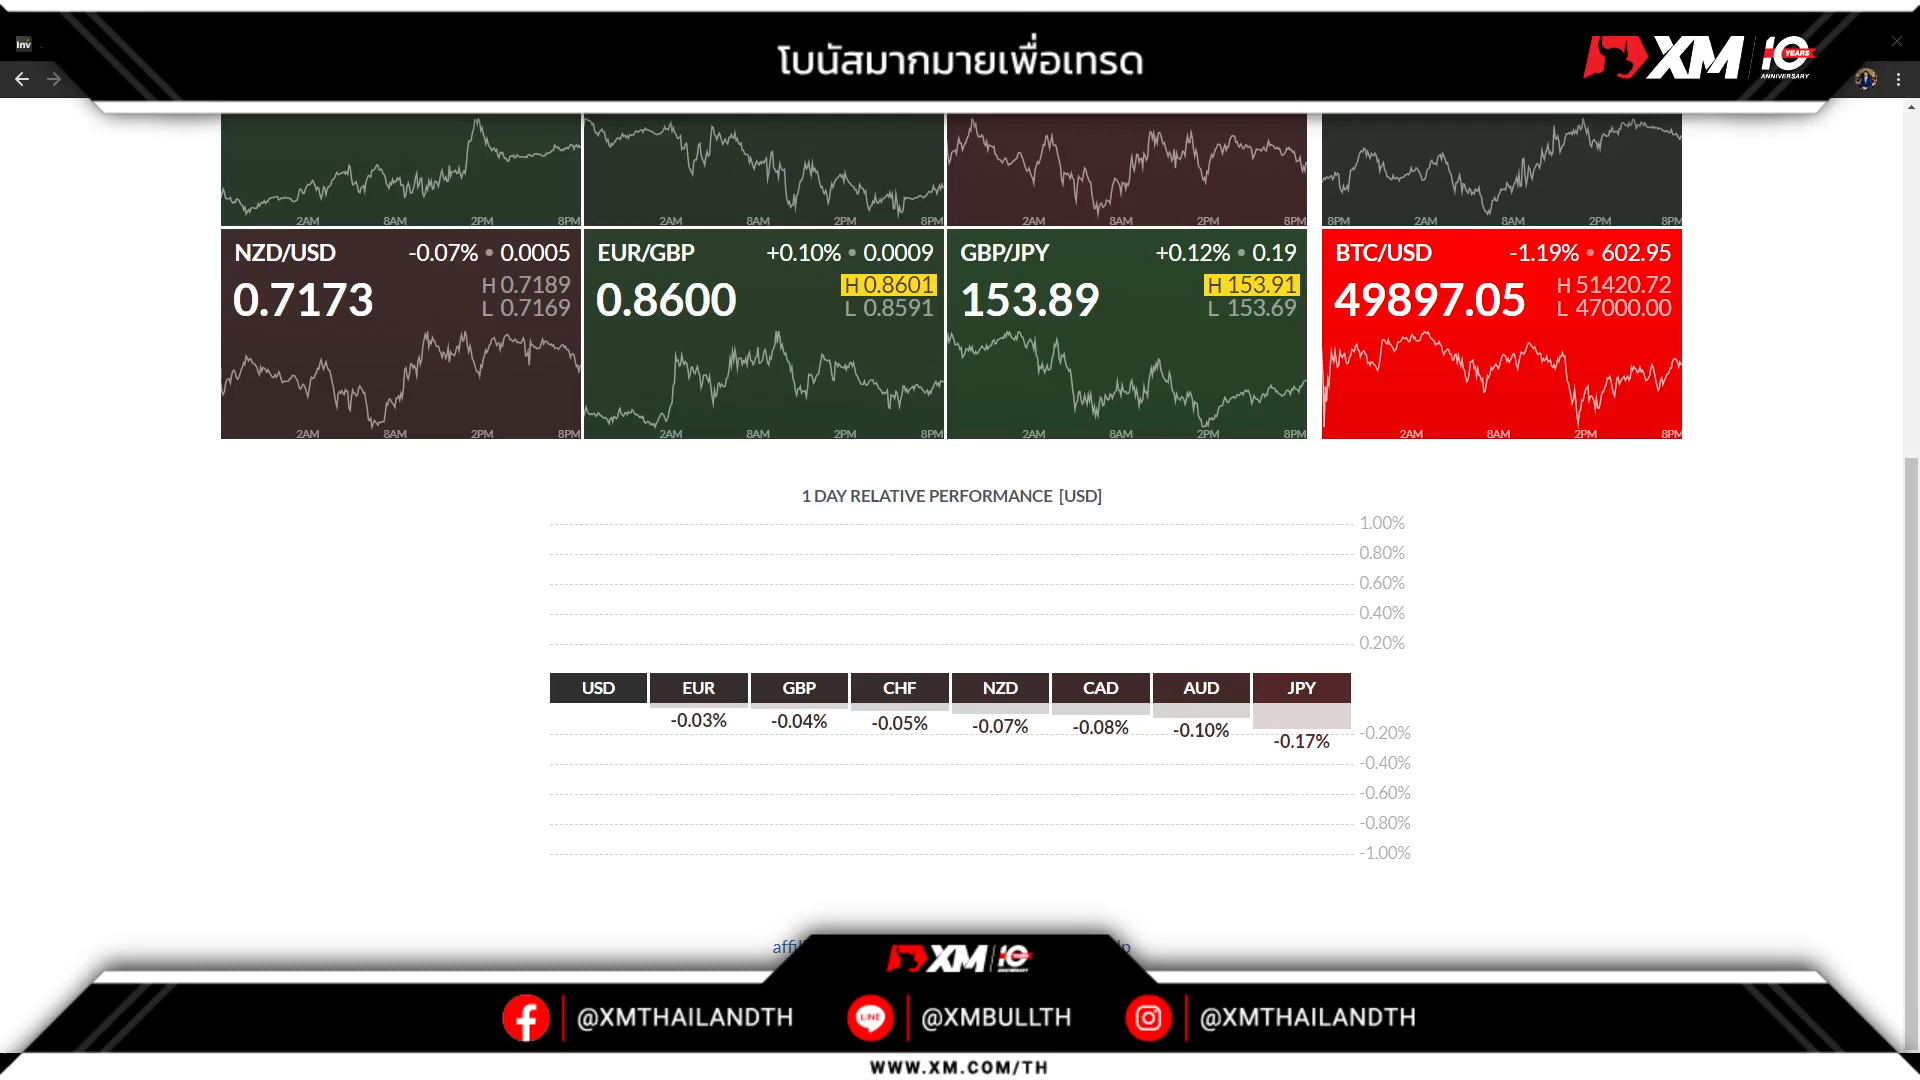 Inv
โบนัสมากมายเพื่อเทรด
XM 10 YEARS ANNIVERSARY
2AM 8AM 2PM 8PM
2AM 8AM 2PM 8PM
2AM 8AM 2PM 8PM
8PM 2AM 8AM 2PM 8PM
NZD/USD -0.07% • 0.0005
0.7173 H 0.7189
L 0.7169
2AM 8AM 2PM 8PM
EUR/GBP +0.10% • 0.0009
0.8600 H 0.8601
L 0.8591
2AM 8AM 2PM 8PM
GBP/JPY +0.12% • 0.19
153.89 H 153.91
L 153.69
2AM 8AM 2PM 8PM
BTC/USD -1.19% • 602.95
49897.05 H 51420.72
L 47000.00
2AM 8AM 2PM 8PM
1 DAY RELATIVE PERFORMANCE [USD]
1.00%
0.80%
0.60%
0.40%
0.20%
USD EUR GBP CHF NZD CAD AUD JPY
-0.03% -0.04% -0.05% -0.07% -0.08% -0.10% -0.17%
-0.20%
-0.40%
-0.60%
-0.80%
-1.00%
XM 10
@XMTHAILANDTH LINE @XMBULLTH @XMTHAILANDTH
WWW.XM.COM/TH